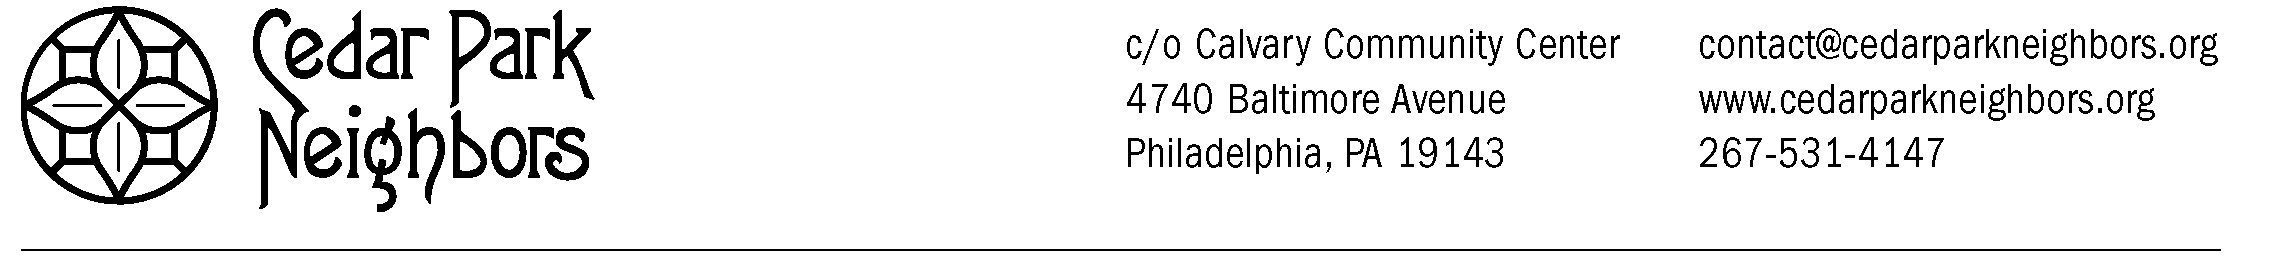 Cedar Park
Neighbors
c/o Calvary Community Center
4740 Baltimore Avenue
Philadelphia, PA 19143
contact@cedarparkneighbors.org
www.cedarparkneighbors.org
267-531-4147